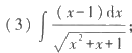 (3) ∫ (x−1)dx / √(x²+x+1);